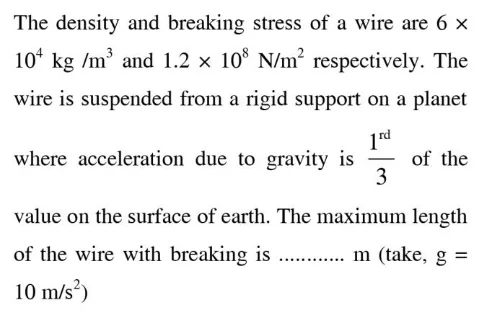 The density and breaking stress of a wire are 6 ×
10⁴ kg /m³ and 1.2 × 10⁸ N/m² respectively. The
wire is suspended from a rigid support on a planet
where acceleration due to gravity is 1ʳᵈ/3 of the
value on the surface of earth. The maximum length
of the wire with breaking is ............ m (take, g =
10 m/s²)